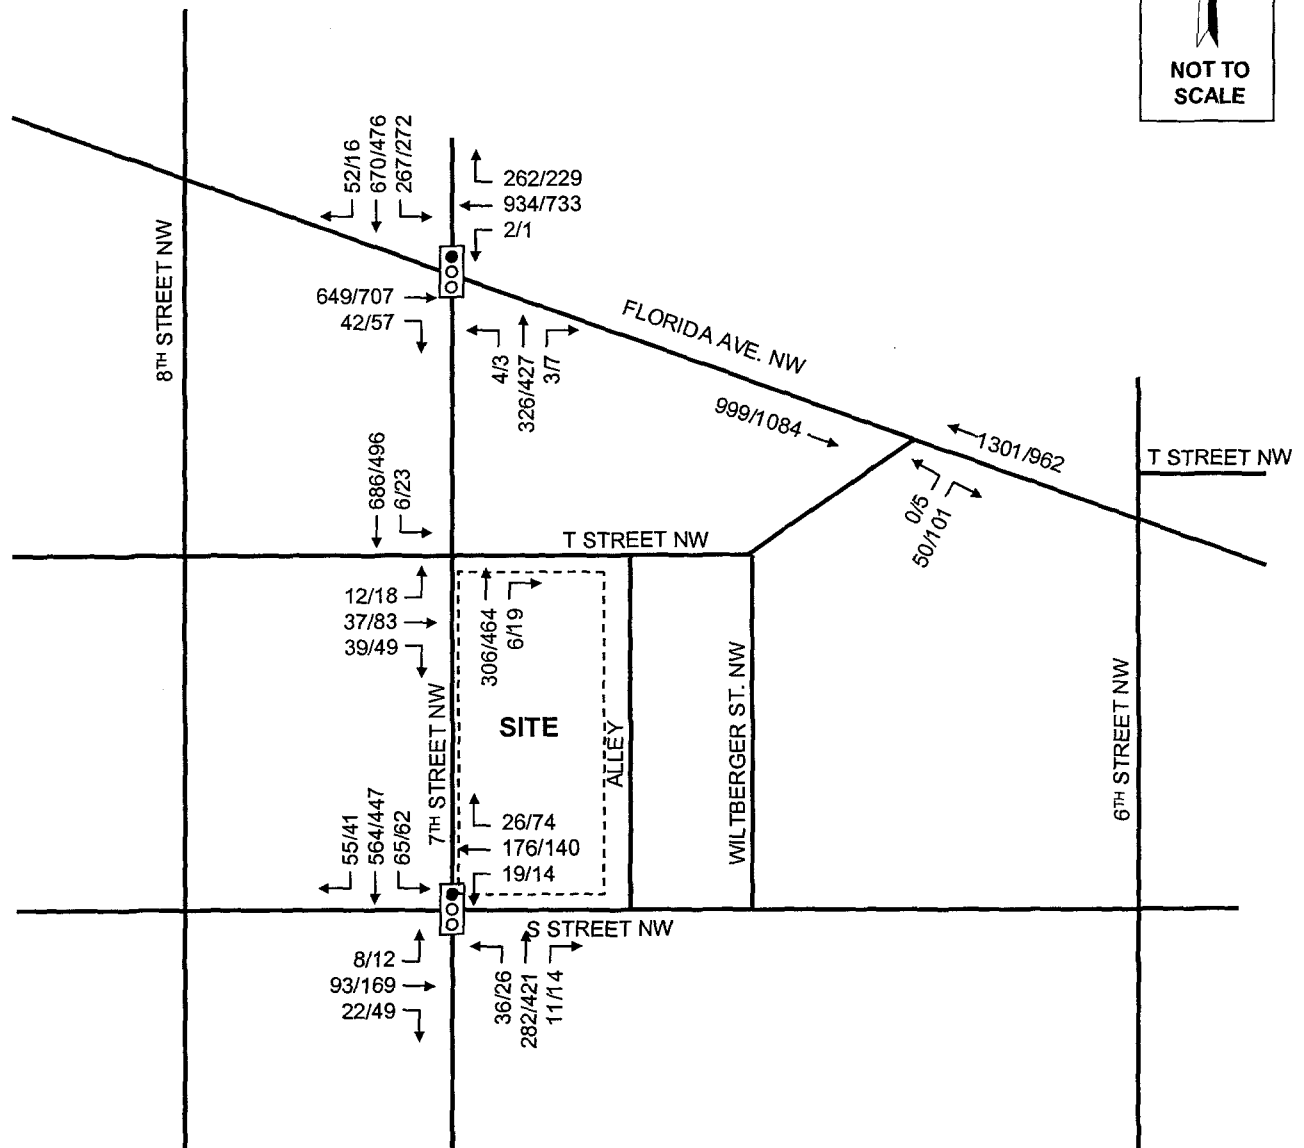 NOT TO
SCALE
52/16
670/476
267/272
262/229
934/733
2/1
8TH STREET NW
649/707
42/57
4/3
326/427
3/7
FLORIDA AVE. NW
999/1084
1301/962
T STREET NW
0/5
50/101
686/496
6/23
T STREET NW
12/18
37/83
39/49
306/464
6/19
SITE
7TH STREET NW
ALLEY
WILTBERGER ST. NW
6TH STREET NW
55/41
564/447
65/62
26/74
176/140
19/14
S STREET NW
8/12
93/169
22/49
36/26
282/421
11/14